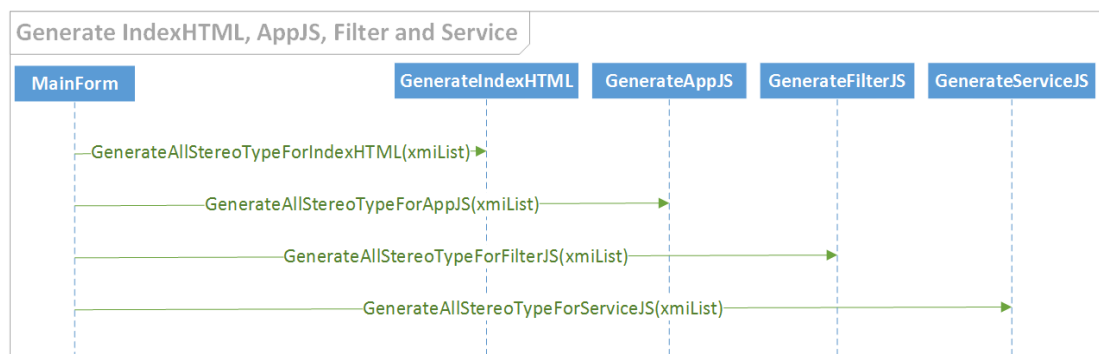 Generate IndexHTML, AppJS, Filter and Service
MainForm
GenerateIndexHTML
GenerateAppJS
GenerateFilterJS
GenerateServiceJS
GenerateAllStereoTypeForIndexHTML(xmiList)
GenerateAllStereoTypeForAppJS(xmiList)
GenerateAllStereoTypeForFilterJS(xmiList)
GenerateAllStereoTypeForServiceJS(xmiList)